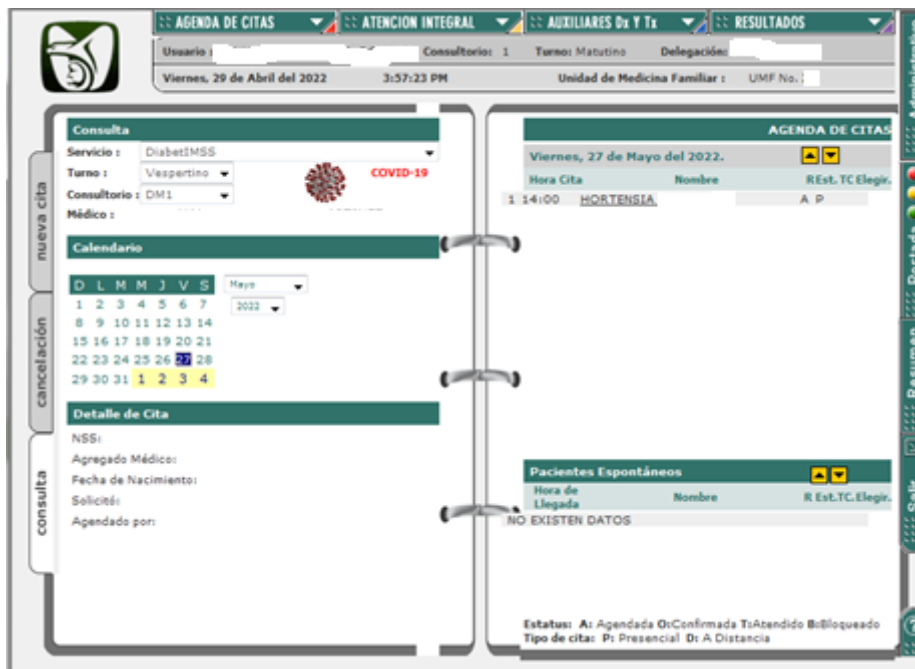 AGENDA DE CITAS ATENCION INTEGRAL AUXILIARES Dx Y Tx RESULTADOS
Usuario : Consultorio: 1 Turno: Matutino Delegación:
Viernes, 29 de Abril del 2022 3:57:23 PM Unidad de Medicina Familiar : UMF No.
nueva cita
cancelación
consulta
Consulta
Servicio : DiabetIMSS
Turno : Vespertino COVID-19
Consultorio : DM1
Médico :
Calendario
D L M M J V S Mayo
1 2 3 4 5 6 7 2022
8 9 10 11 12 13 14
15 16 17 18 19 20 21
22 23 24 25 26 27 28
29 30 31 1 2 3 4
Detalle de Cita
NSS:
Agregado Médico:
Fecha de Nacimiento:
Solicitó:
Agendado por:
AGENDA DE CITAS
Viernes, 27 de Mayo del 2022.
Hora Cita Nombre R Est. TC Elegir.
1 14:00 HORTENSIA A P
Pacientes Espontáneos
Hora de Llegada Nombre R Est.TC.Elegir.
NO EXISTEN DATOS
Estatus: A: Agendada O:Confirmada T:Atendido B:Bloqueado
Tipo de cita: P: Presencial D: A Distancia
Portada
Resumen
Salir